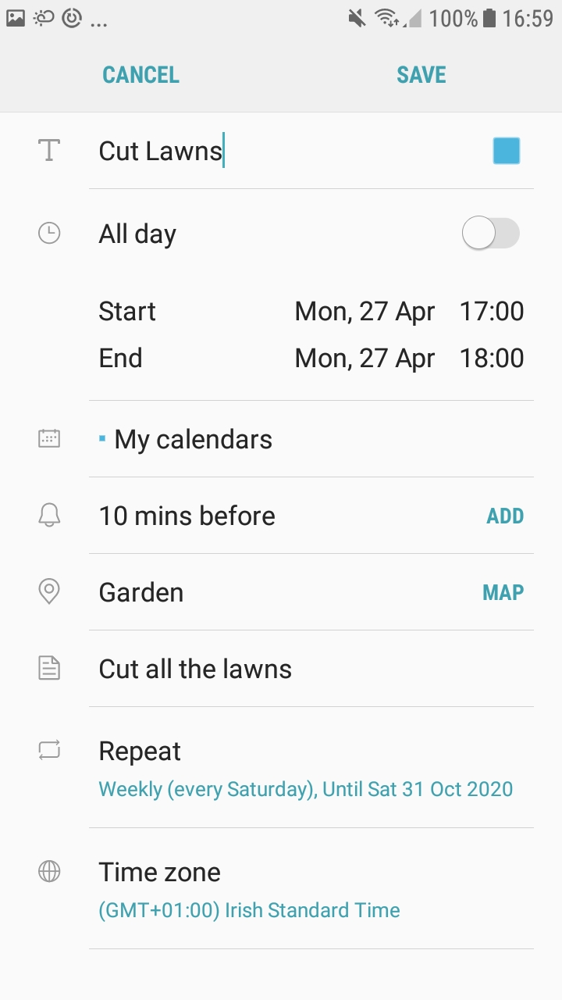 ... 100% 16:59
CANCEL SAVE
Cut Lawns
All day
Start Mon, 27 Apr 17:00
End Mon, 27 Apr 18:00
My calendars
10 mins before ADD
Garden MAP
Cut all the lawns
Repeat
Weekly (every Saturday), Until Sat 31 Oct 2020
Time zone
(GMT+01:00) Irish Standard Time